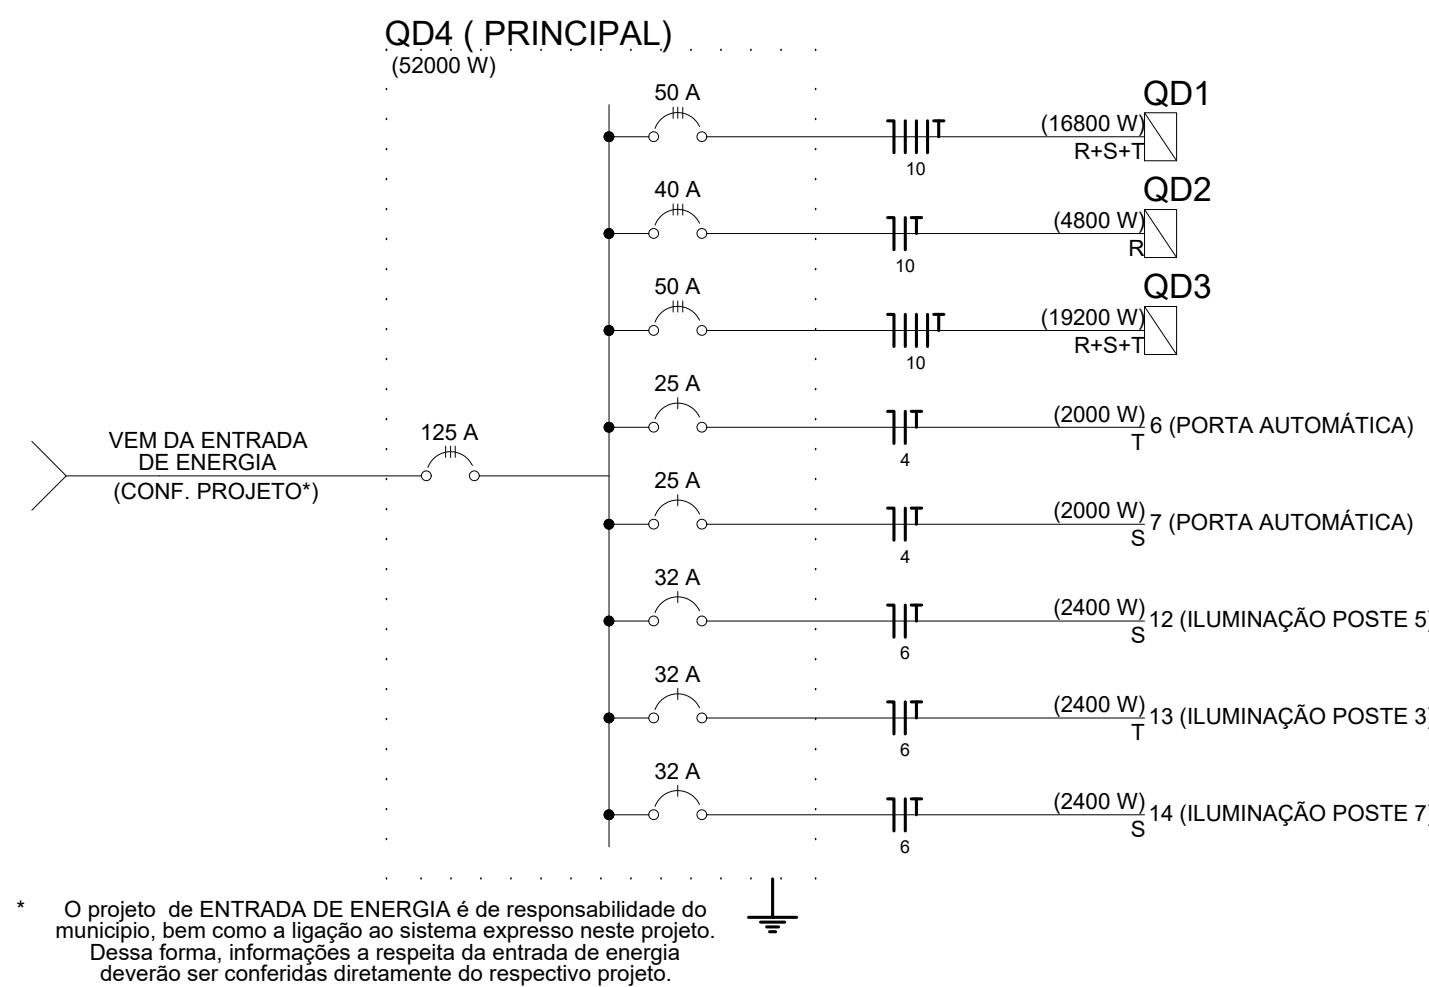 QD4 ( PRINCIPAL)
(52000 W)
50 A
10
(16800 W)
R+S+T
QD1
40 A
10
(4800 W)
R
QD2
50 A
10
(19200 W)
R+S+T
QD3
25 A
4
(2000 W)
T
6 (PORTA AUTOMÁTICA)
VEM DA ENTRADA
DE ENERGIA
(CONF. PROJETO*)
125 A
25 A
4
(2000 W)
S
7 (PORTA AUTOMÁTICA)
32 A
6
(2400 W)
S
12 (ILUMINAÇÃO POSTE 5)
32 A
6
(2400 W)
T
13 (ILUMINAÇÃO POSTE 3)
32 A
6
(2400 W)
S
14 (ILUMINAÇÃO POSTE 7)
* O projeto de ENTRADA DE ENERGIA é de responsabilidade do
municipio, bem como a ligação ao sistema expresso neste projeto.
Dessa forma, informações a respeita da entrada de energia
deverão ser conferidas diretamente do respectivo projeto.